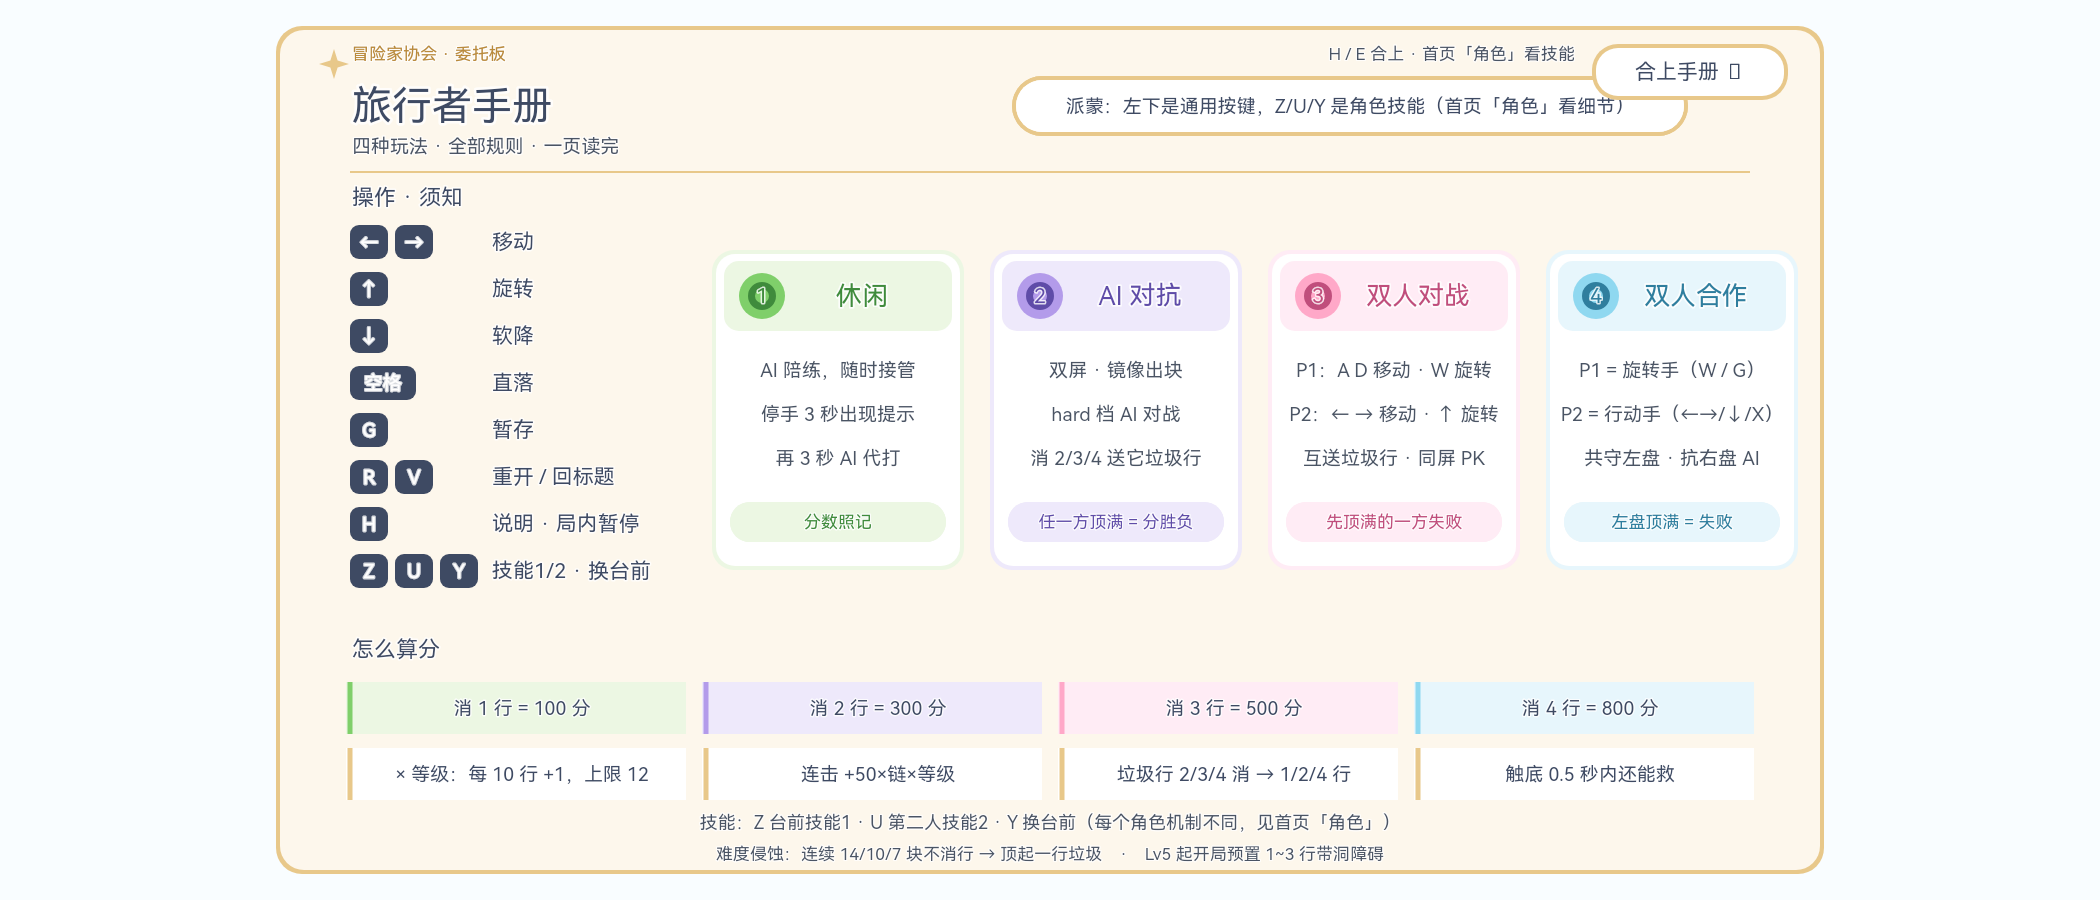 冒险家协会 · 委托板
旅行者手册
四种玩法 · 全部规则 · 一页读完
H / E 合上 · 首页「角色」看技能
合上手册
派蒙：左下是通用按键，Z/U/Y 是角色技能（首页「角色」看细节）
操作 · 须知
← → 移动
↑ 旋转
↓ 软降
空格 直落
G 暂存
R V 重开 / 回标题
H 说明 · 局内暂停
Z U Y 技能1/2 · 换台前
1 休闲
AI 陪练，随时接管
停手 3 秒出现提示
再 3 秒 AI 代打
分数照记
2 AI 对抗
双屏 · 镜像出块
hard 档 AI 对战
消 2/3/4 送它垃圾行
任一方顶满 = 分胜负
3 双人对战
P1：A D 移动 · W 旋转
P2：← → 移动 · ↑ 旋转
互送垃圾行 · 同屏 PK
先顶满的一方失败
4 双人合作
P1 = 旋转手（W / G）
P2 = 行动手（←→/↓/X）
共守左盘 · 抗右盘 AI
左盘顶满 = 失败
怎么算分
消 1 行 = 100 分
消 2 行 = 300 分
消 3 行 = 500 分
消 4 行 = 800 分
× 等级：每 10 行 +1，上限 12
连击 +50×链×等级
垃圾行 2/3/4 消 → 1/2/4 行
触底 0.5 秒内还能救
技能：Z 台前技能1 · U 第二人技能2 · Y 换台前（每个角色机制不同，见首页「角色」）
难度侵蚀：连续 14/10/7 块不消行 → 顶起一行垃圾 · Lv5 起开局预置 1~3 行带洞障碍